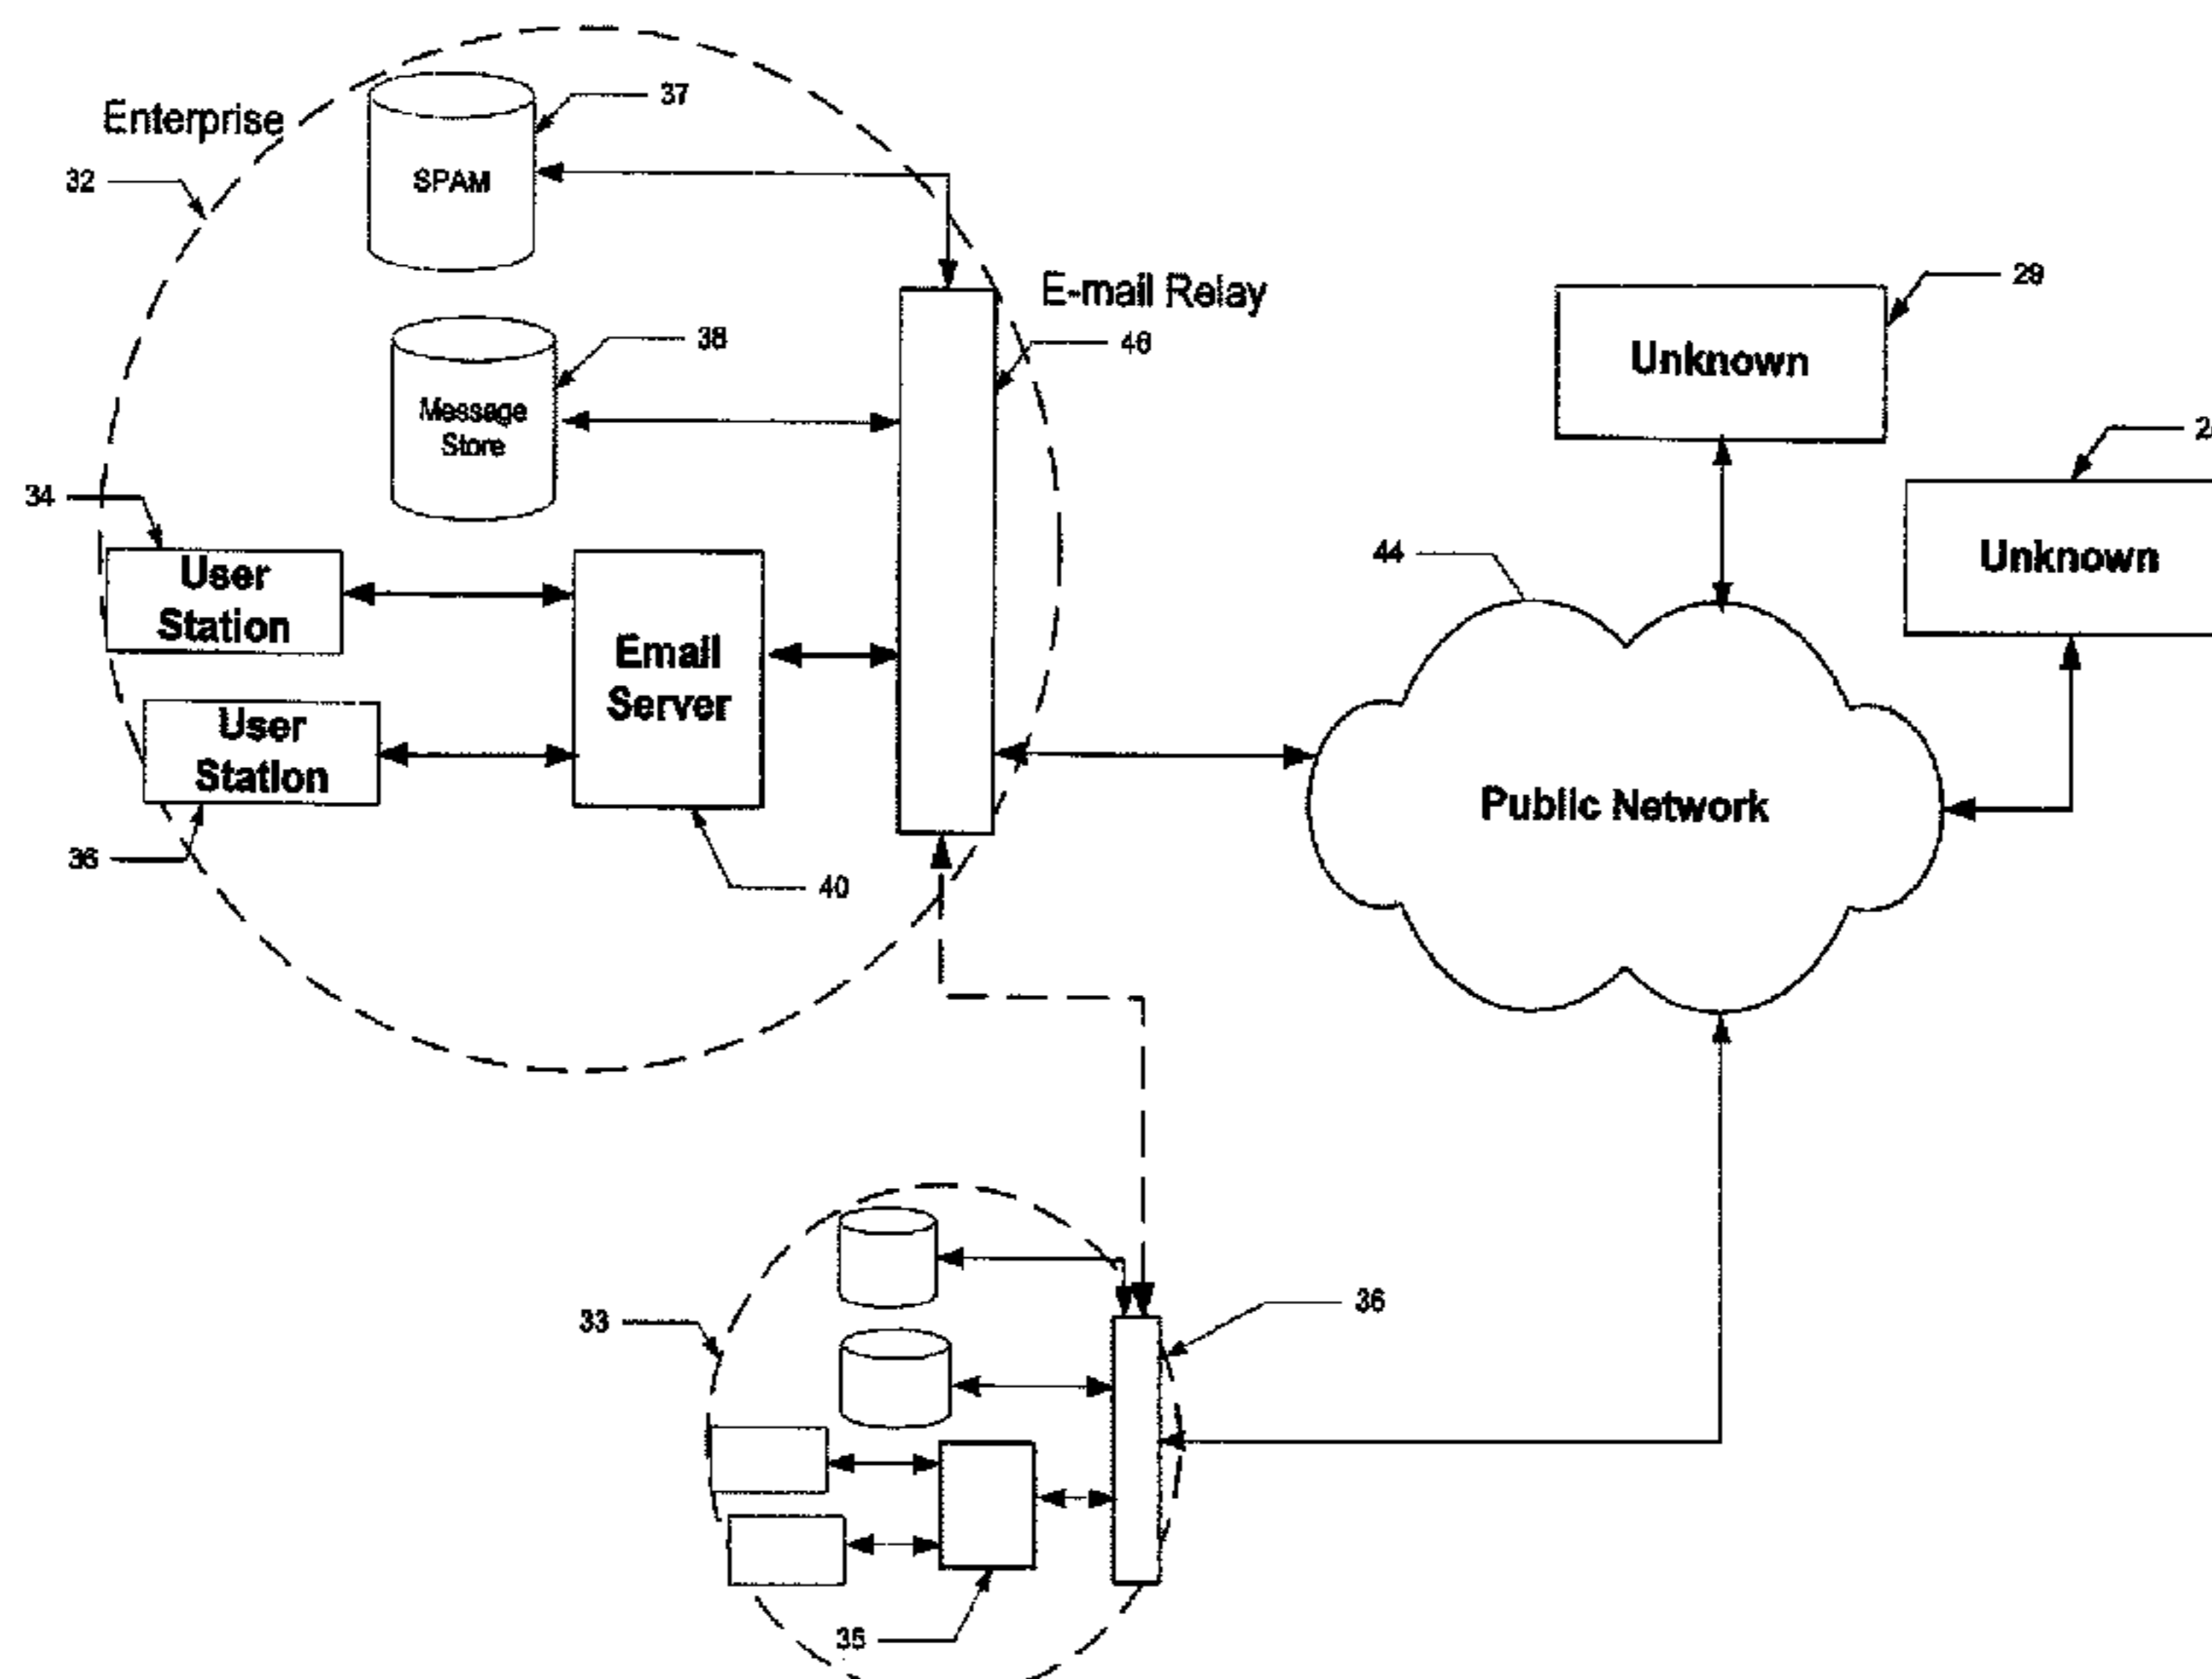 Enterprise
37
32
SPAM
E-mail Relay
46
38
Message
Store
29
Unknown
34
User
Station
Email
Server
44
Unknown
User
Station
Public Network
36
40
33
36
35